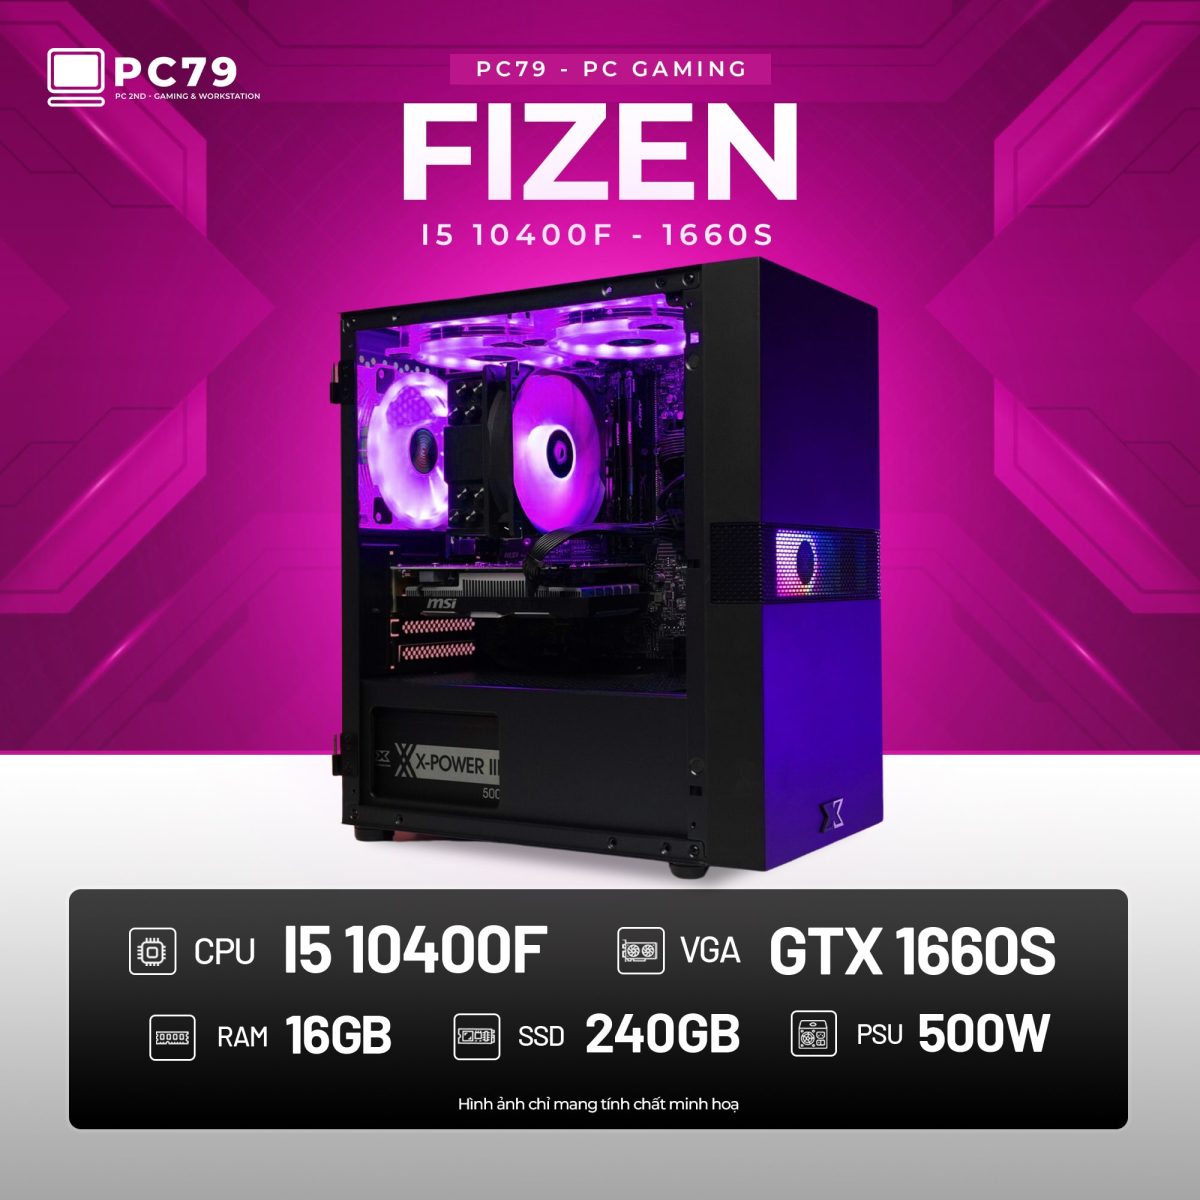 PC79
PC 2ND - GAMING & WORKSTATION
PC79 - PC GAMING
FIZEN
I5 10400F - 1660S
msi
X-POWER III
500
CPU I5 10400F
VGA GTX 1660S
RAM 16GB
SSD 240GB
PSU 500W
Hình ảnh chỉ mang tính chất minh hoạ